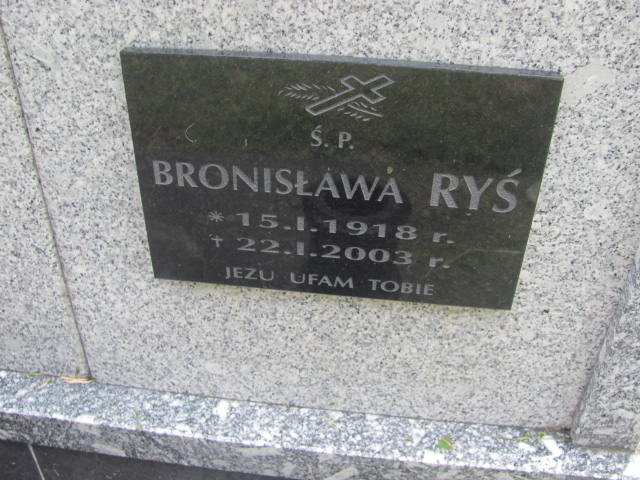 Ś. P.
BRONISŁAWA RYŚ
* 15.I.1918 r.
† 22.I.2003 r.
JEZU UFAM TOBIE